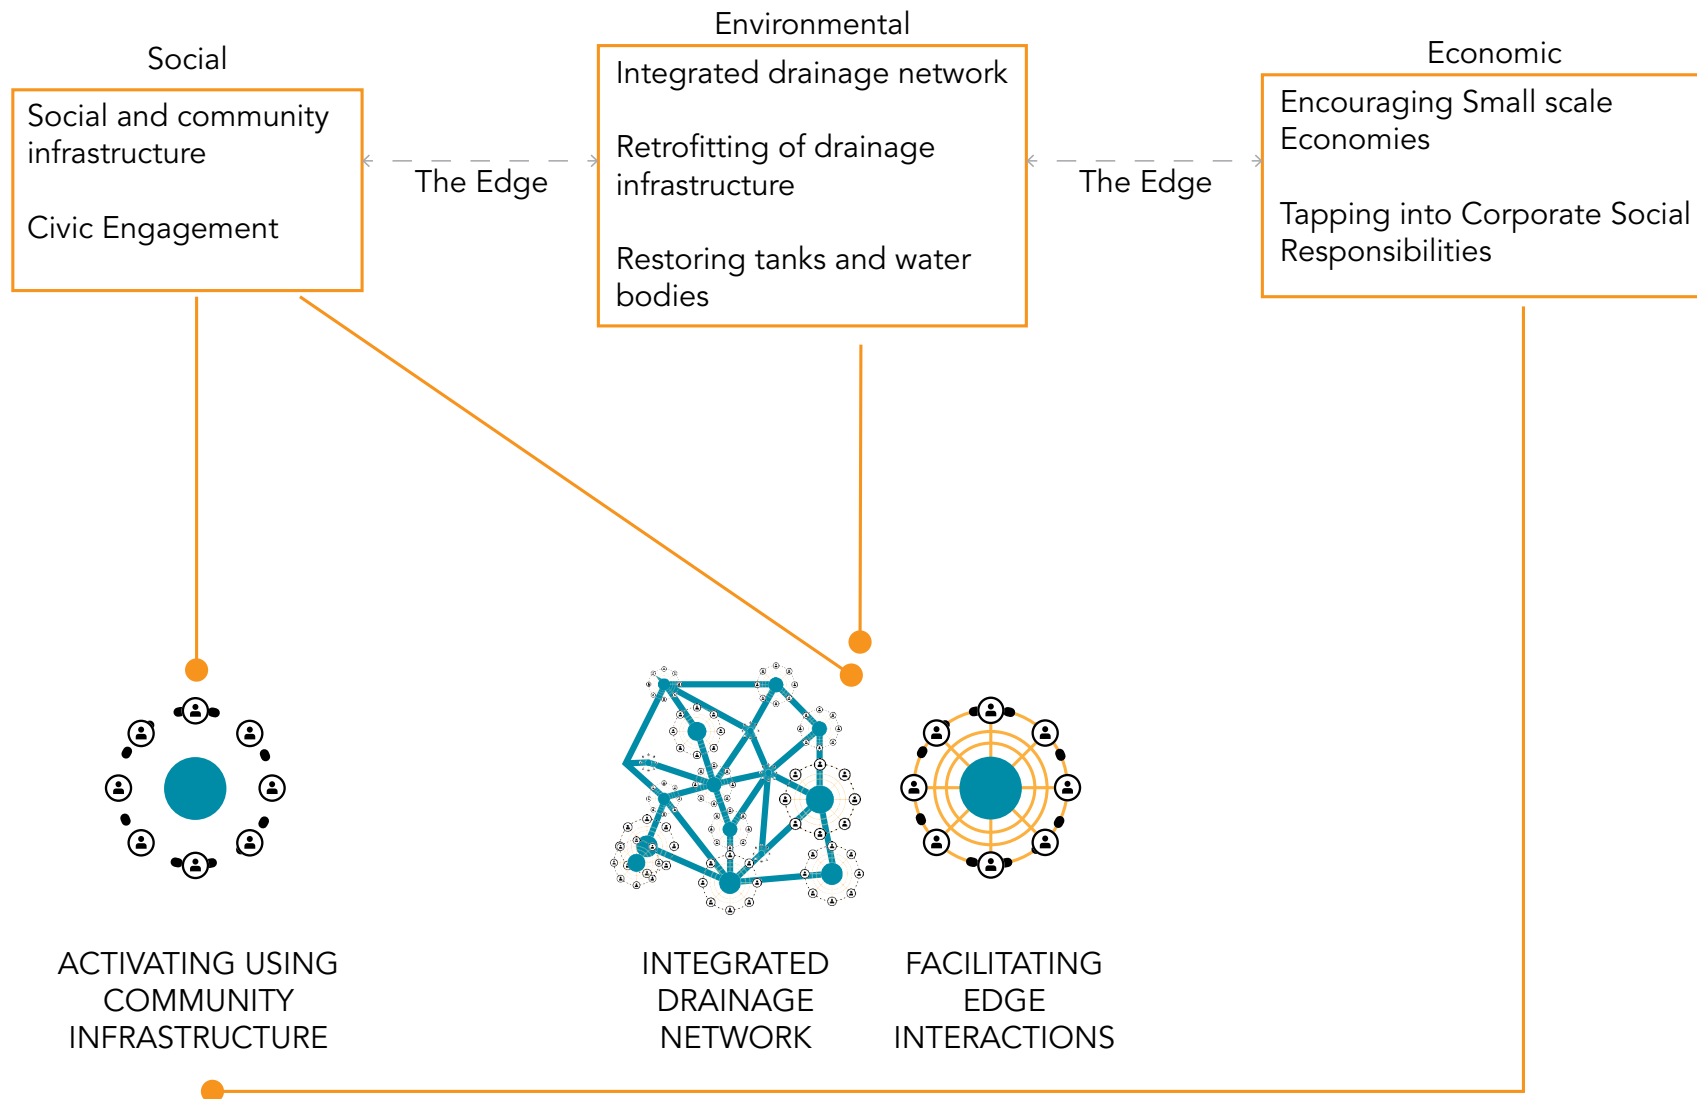 Social
Social and community
infrastructure
Civic Engagement
The Edge
Environmental
Integrated drainage network
Retrofitting of drainage
infrastructure
Restoring tanks and water
bodies
The Edge
Economic
Encouraging Small scale
Economies
Tapping into Corporate Social
Responsibilities
ACTIVATING USING
COMMUNITY
INFRASTRUCTURE
INTEGRATED
DRAINAGE
NETWORK
FACILITATING
EDGE
INTERACTIONS